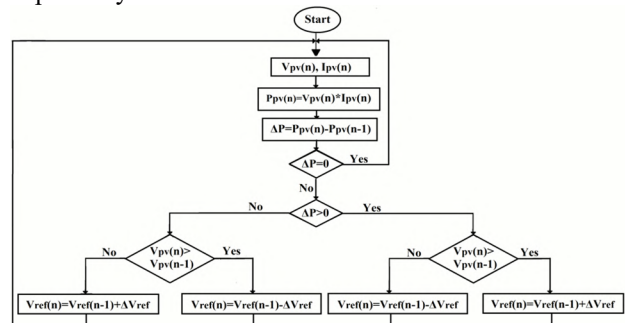 Start
Vpv(n), Ipv(n)
Ppv(n)=Vpv(n)*Ipv(n)
ΔP=Ppv(n)-Ppv(n-1)
ΔP=0
Yes
No
ΔP>0
No
Yes
Vpv(n)>
Vpv(n-1)
No
Yes
Vpv(n)>
Vpv(n-1)
No
Yes
Vref(n)=Vref(n-1)+ΔVref
Vref(n)=Vref(n-1)-ΔVref
Vref(n)=Vref(n-1)-ΔVref
Vref(n)=Vref(n-1)+ΔVref